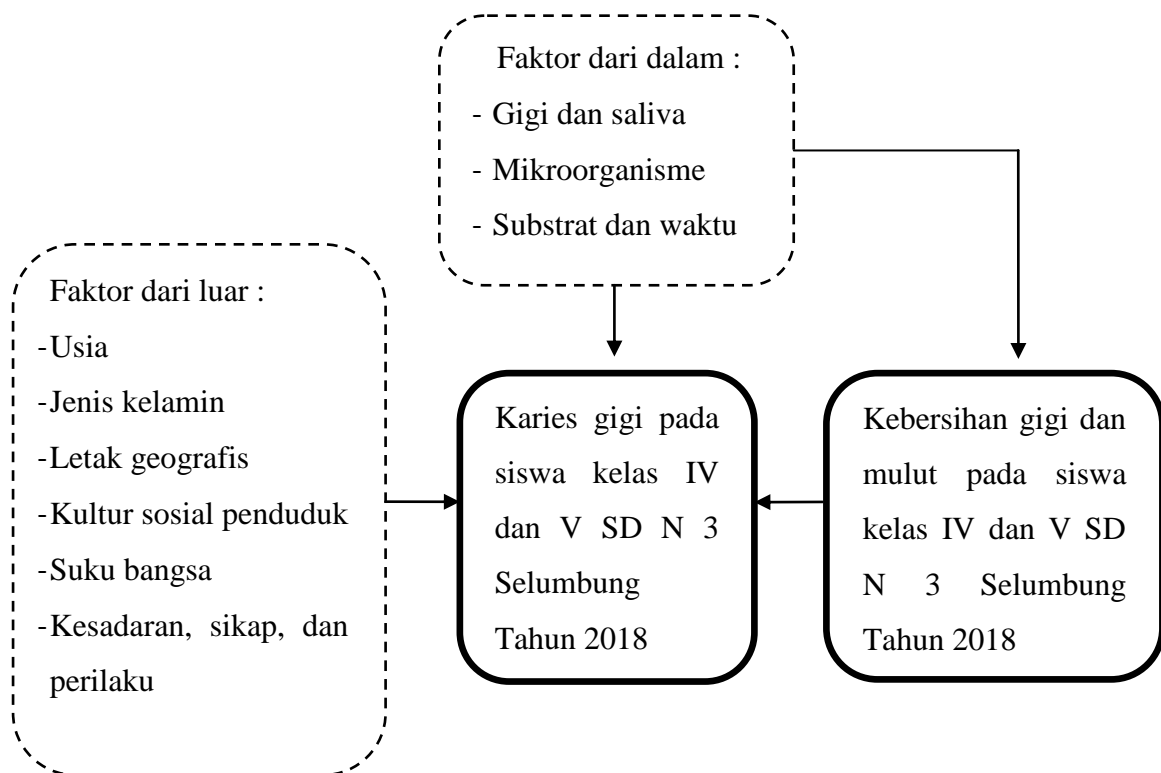 Faktor dari dalam :
- Gigi dan saliva
- Mikroorganisme
- Substrat dan waktu
Faktor dari luar :
-Usia
-Jenis kelamin
-Letak geografis
-Kultur sosial penduduk
-Suku bangsa
-Kesadaran, sikap, dan
perilaku
Karies gigi pada
siswa kelas IV
dan V SD N 3
Selumbung
Tahun 2018
Kebersihan gigi dan
mulut pada siswa
kelas IV dan V SD
N 3 Selumbung
Tahun 2018